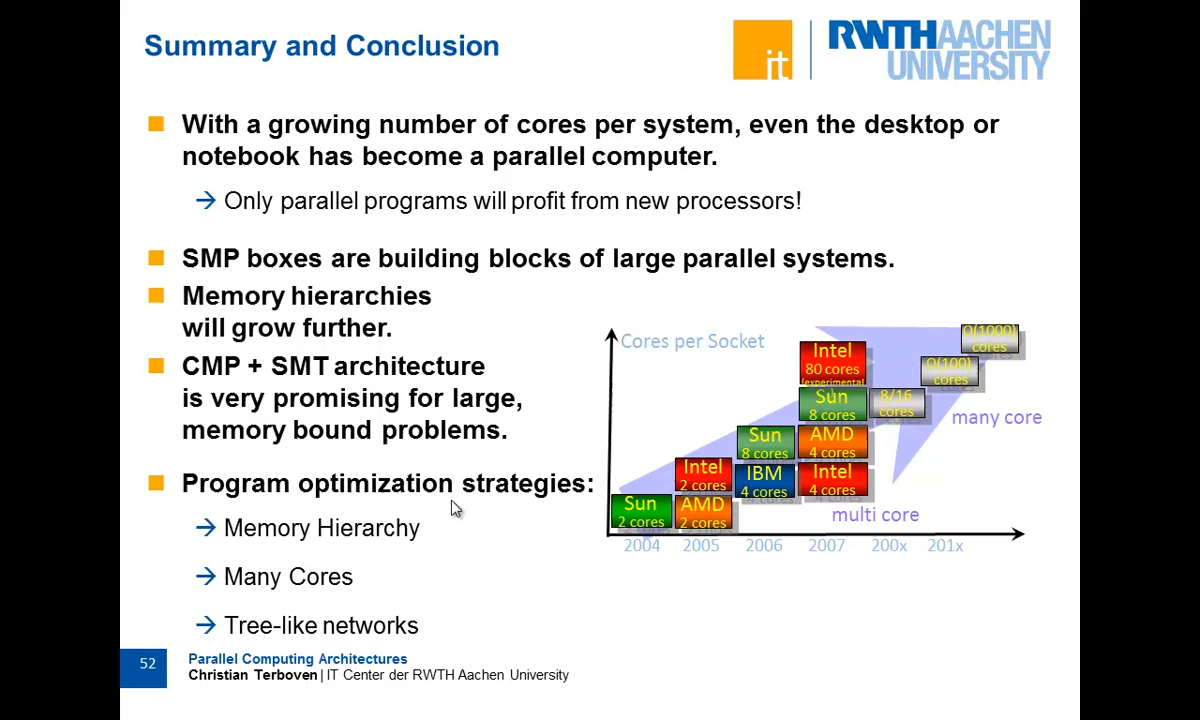 Summary and Conclusion
it
RWTHAACHEN
UNIVERSITY
With a growing number of cores per system, even the desktop or
notebook has become a parallel computer.
→ Only parallel programs will profit from new processors!
SMP boxes are building blocks of large parallel systems.
Memory hierarchies
will grow further.
CMP + SMT architecture
is very promising for large,
memory bound problems.
Program optimization strategies:
→ Memory Hierarchy
→ Many Cores
→ Tree-like networks
Cores per Socket
O(1000)
cores
Intel
80 cores
(experimental
O(100)
cores
Sun
8 cores
8/16
cores
many core
Sun
8 cores
AMD
4 cores
Intel
2 cores
IBM
4 cores
Intel
4 cores
Sun
2 cores
AMD
2 cores
multi core
2004 2005 2006 2007 200x 201x
52
Parallel Computing Architectures
Christian Terboven | IT Center der RWTH Aachen University